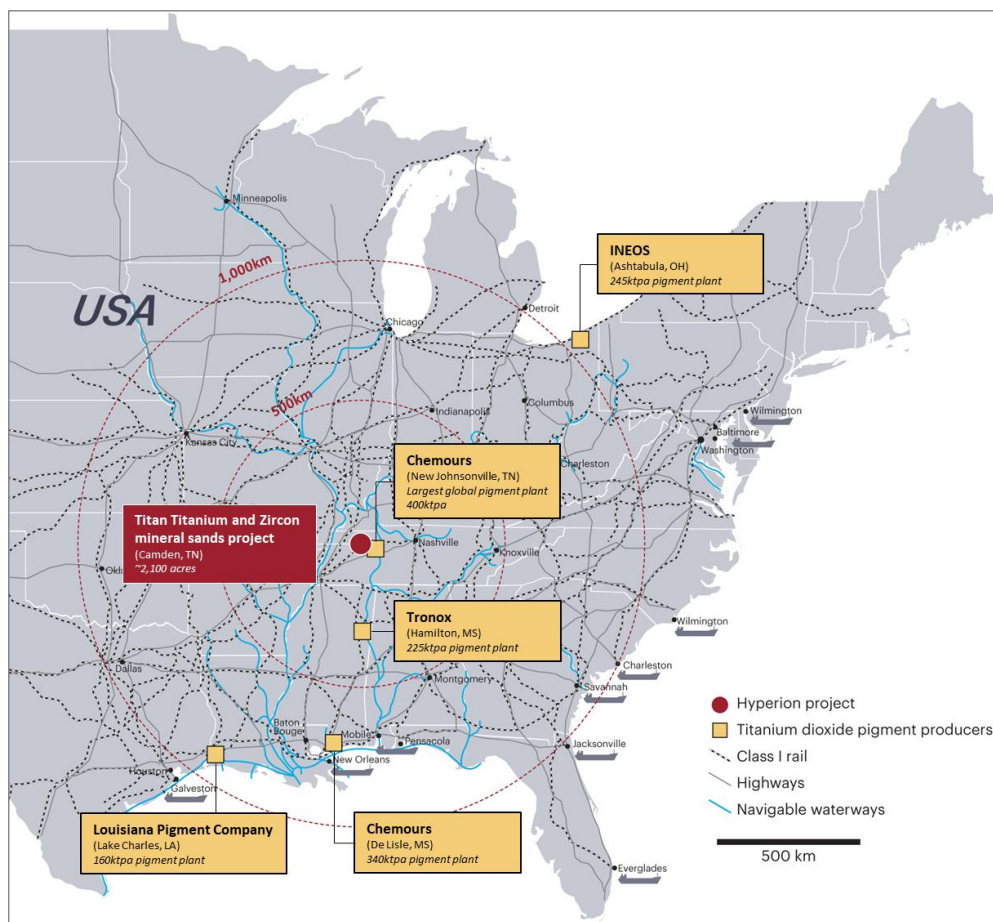 Minneapolis
1,000km
USA
INEOS
(Ashtabula, OH)
245ktpa pigment plant
Detroit
Chicago
500km
Indianapolis
Columbus
Wilmington
Baltimore
Washington
Kansas City
Charleston
Chemours
(New Johnsonville, TN)
Largest global pigment plant
400ktpa
Titan Titanium and Zircon
mineral sands project
(Camden, TN)
~2,100 acres
Nashville
Knoxville
Tronox
(Hamilton, MS)
225ktpa pigment plant
Wilmington
Dallas
Charleston
Montgomery
Savannah
Hyperion project
Titanium dioxide pigment producers
Class I rail
Highways
Navigable waterways
500 km
Baton
Rouge
Mobile
Pensacola
Jacksonville
New Orleans
Houston
Galveston
Louisiana Pigment Company
(Lake Charles, LA)
160ktpa pigment plant
Chemours
(De Lisle, MS)
340ktpa pigment plant
Everglades